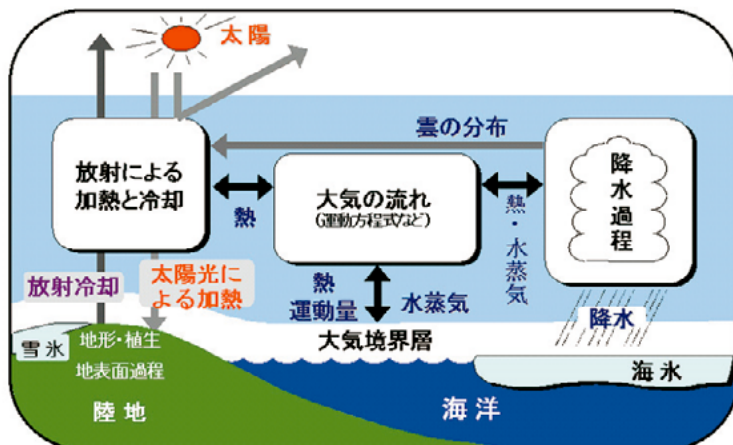 太陽
雲の分布
放射による
加熱と冷却
大気の流れ
(運動方程式など)
降水過程
熱
熱・水蒸気
放射冷却
太陽光に
よる加熱
熱
運動量
水蒸気
降水
大気境界層
雪氷
地形・植生
地表面過程
海氷
陸地
海洋